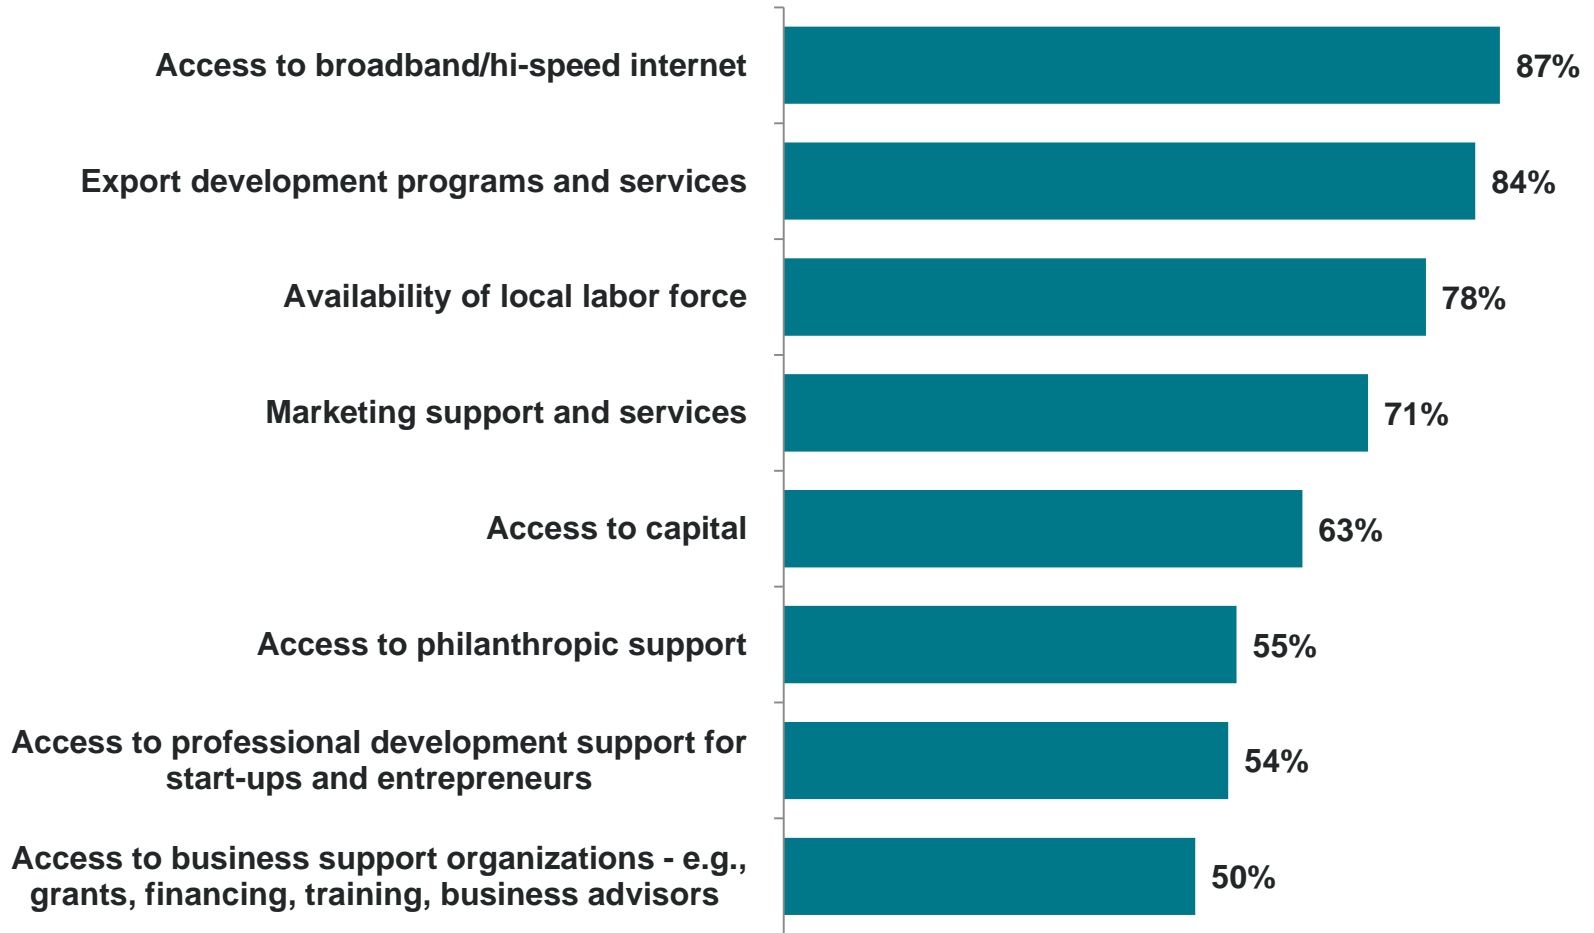 Access to broadband/hi-speed internet 87%
Export development programs and services 84%
Availability of local labor force 78%
Marketing support and services 71%
Access to capital 63%
Access to philanthropic support 55%
Access to professional development support for
start-ups and entrepreneurs 54%
Access to business support organizations - e.g.,
grants, financing, training, business advisors 50%